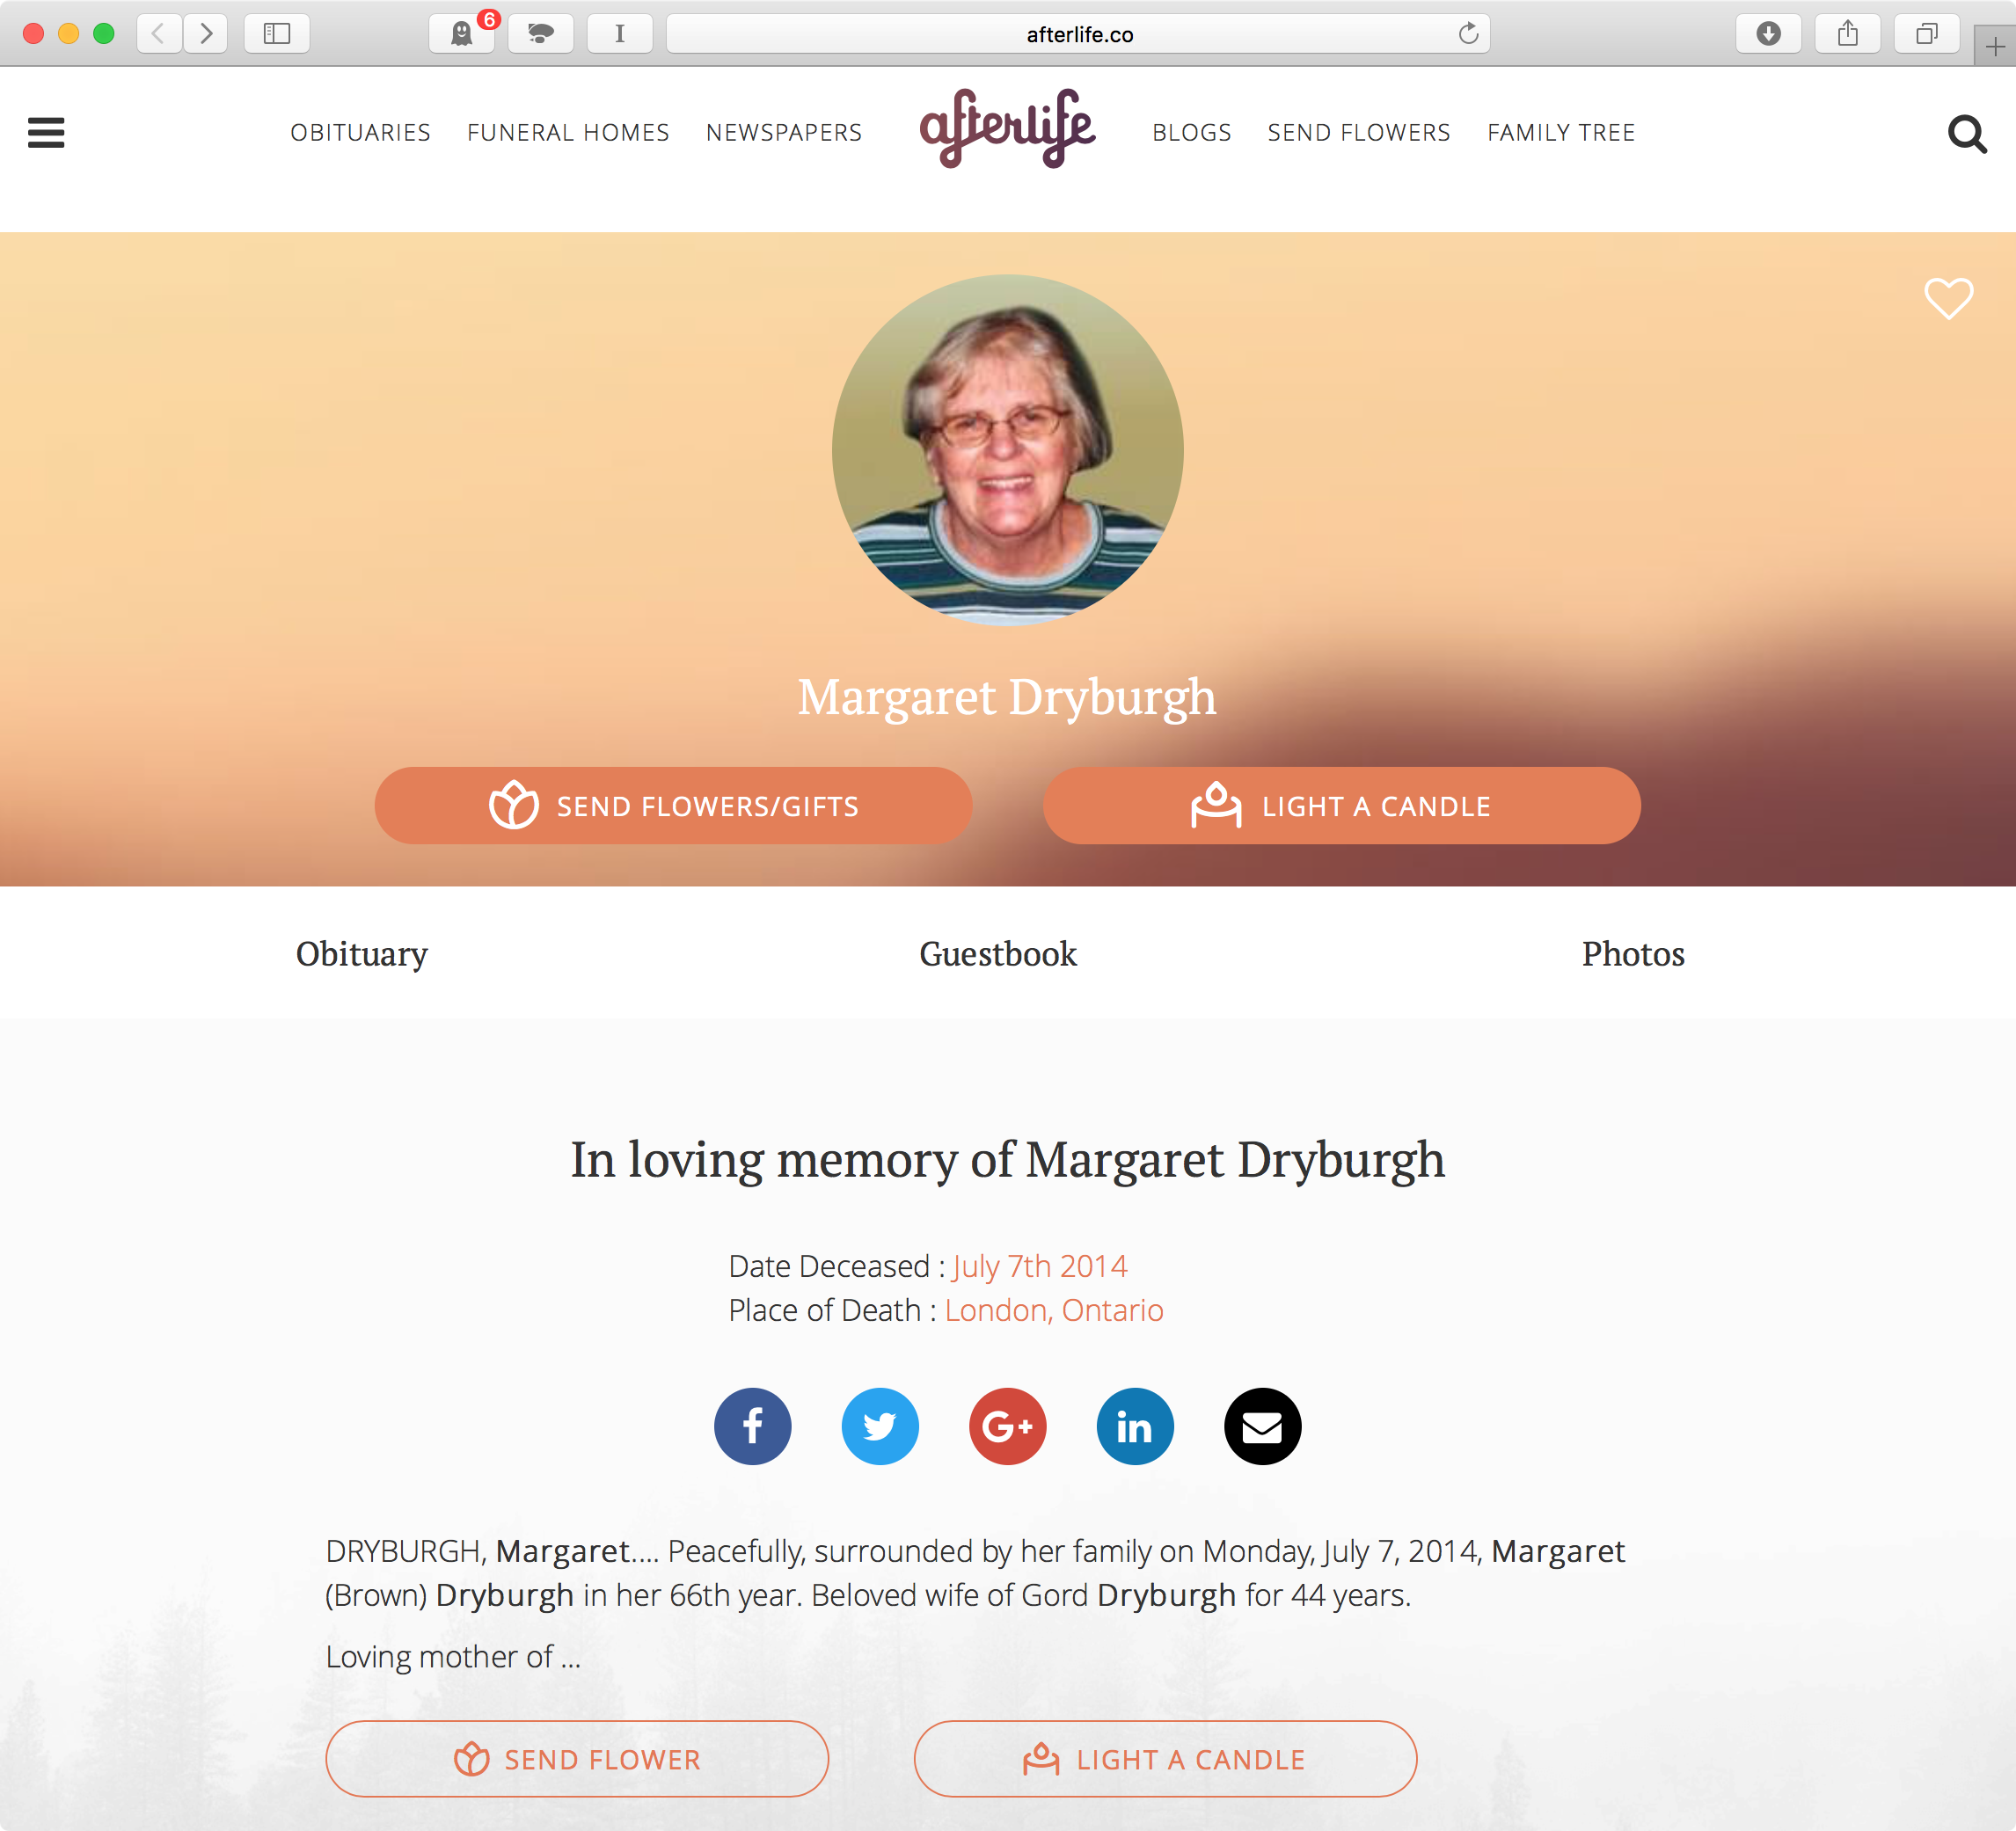 6
I
afterlife.co
OBITUARIES FUNERAL HOMES NEWSPAPERS afterlife BLOGS SEND FLOWERS FAMILY TREE
Margaret Dryburgh
SEND FLOWERS/GIFTS LIGHT A CANDLE
Obituary Guestbook Photos
In loving memory of Margaret Dryburgh
Date Deceased : July 7th 2014
Place of Death : London, Ontario
f G+ in
DRYBURGH, Margaret.... Peacefully, surrounded by her family on Monday, July 7, 2014, Margaret
(Brown) Dryburgh in her 66th year. Beloved wife of Gord Dryburgh for 44 years.
Loving mother of ...
SEND FLOWER LIGHT A CANDLE